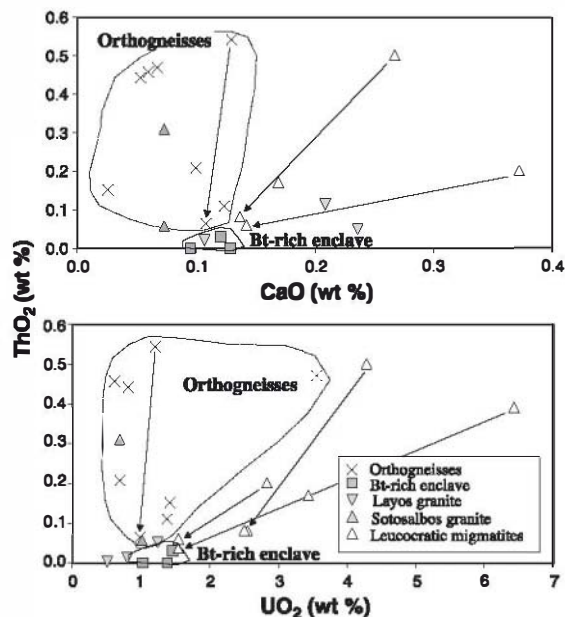 0.6
Orthogneisses
0.5
0.4
0.3
0.2
0.1
Bt-rich enclave
0.0
0.0 0.1 0.2 0.3 0.4
CaO (wt %)
ThO2 (wt %)
0.6
0.5
Orthogneisses
0.4
0.3
0.2
0.1
Bt-rich enclave
0.0
Orthogneisses
Bt-rich enclave
Layos granite
Sotosalbos granite
Leucocratic migmatites
0 1 2 3 4 5 6 7
UO2 (wt %)